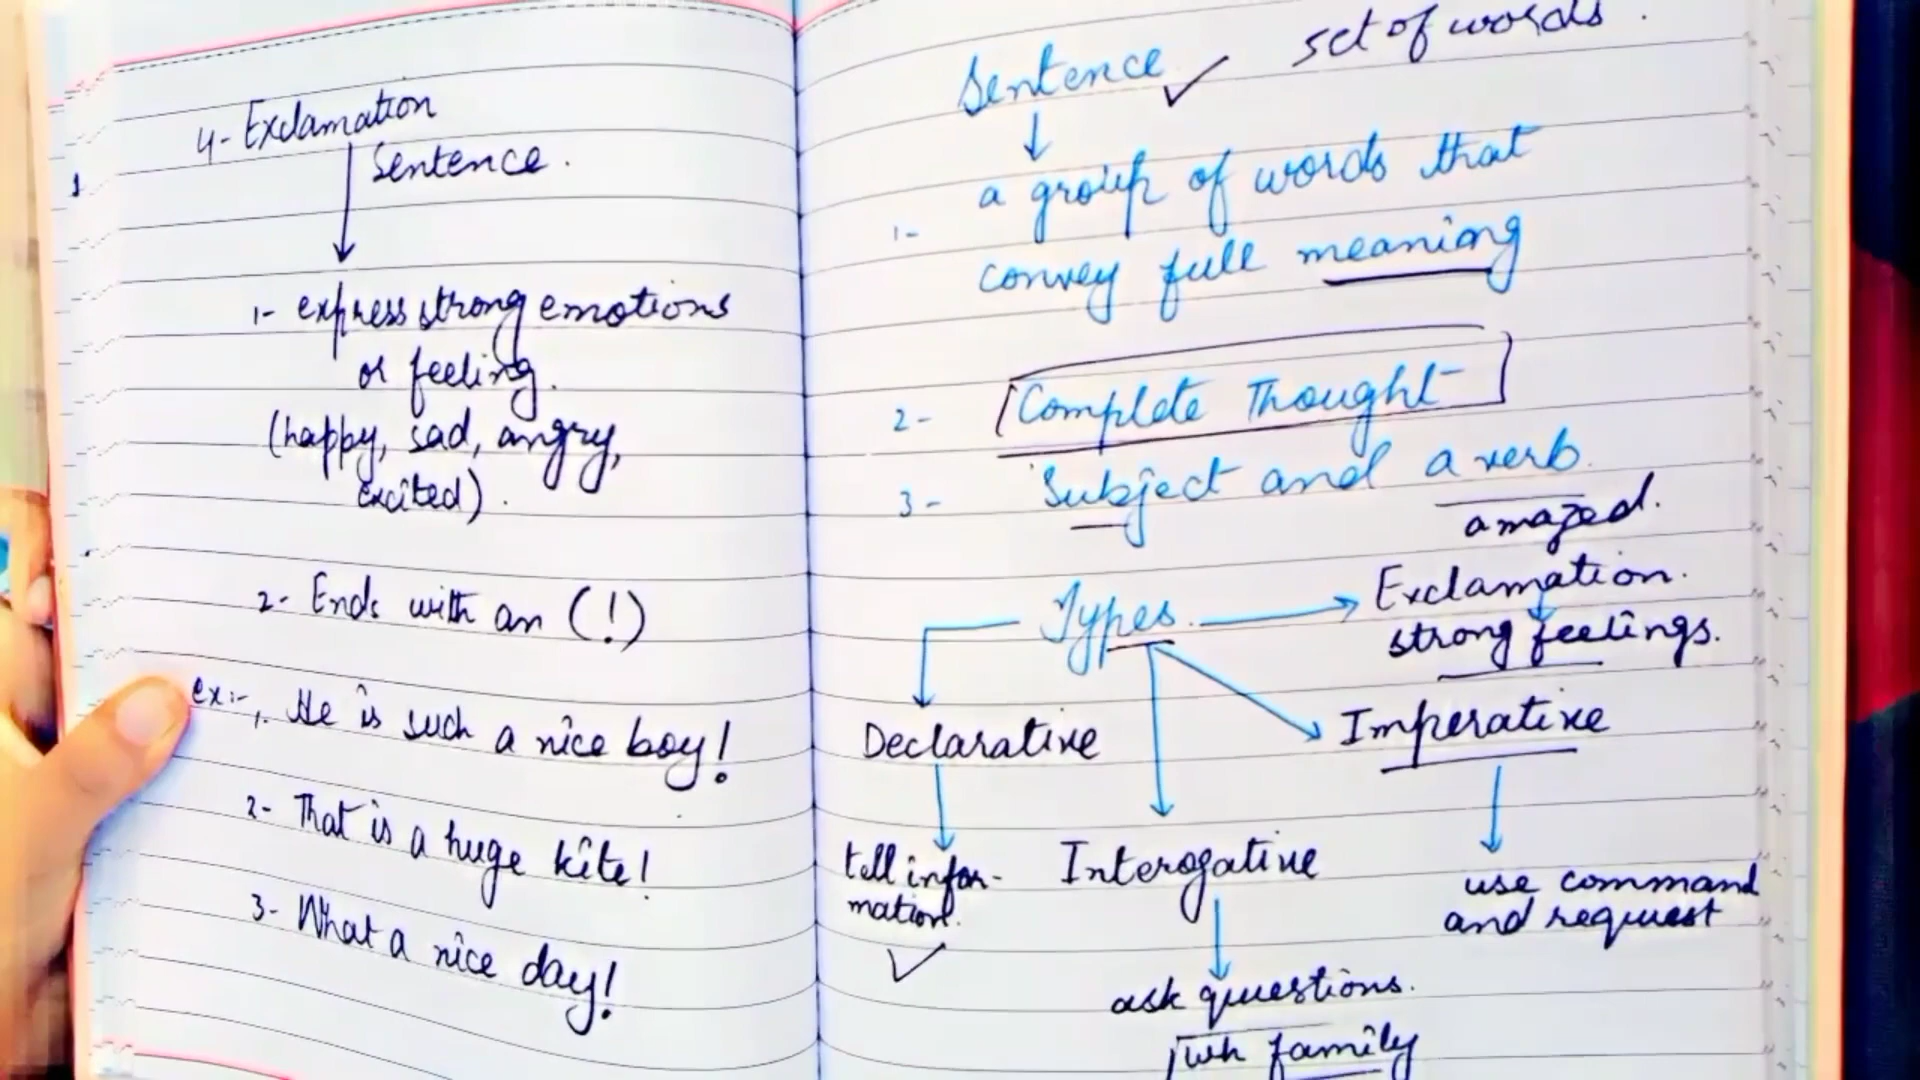 4- Exclamation
Sentence.
1- express strong emotions
or feeling.
(happy, sad, angry,
excited).
2- Ends with an (!)
ex:- 1. He is such a nice boy!
2- That is a huge kite!
3- What a nice day!
set of words.
Sentence ✓
1- a group of words that
convey full meaning
2- Complete Thought
3- Subject and a verb
amazed.
Types
Exclamation.
strong feelings.
Declarative
Imperative
tell infor-
mation.
Interogative
use command
and request
ask questions.
wh family